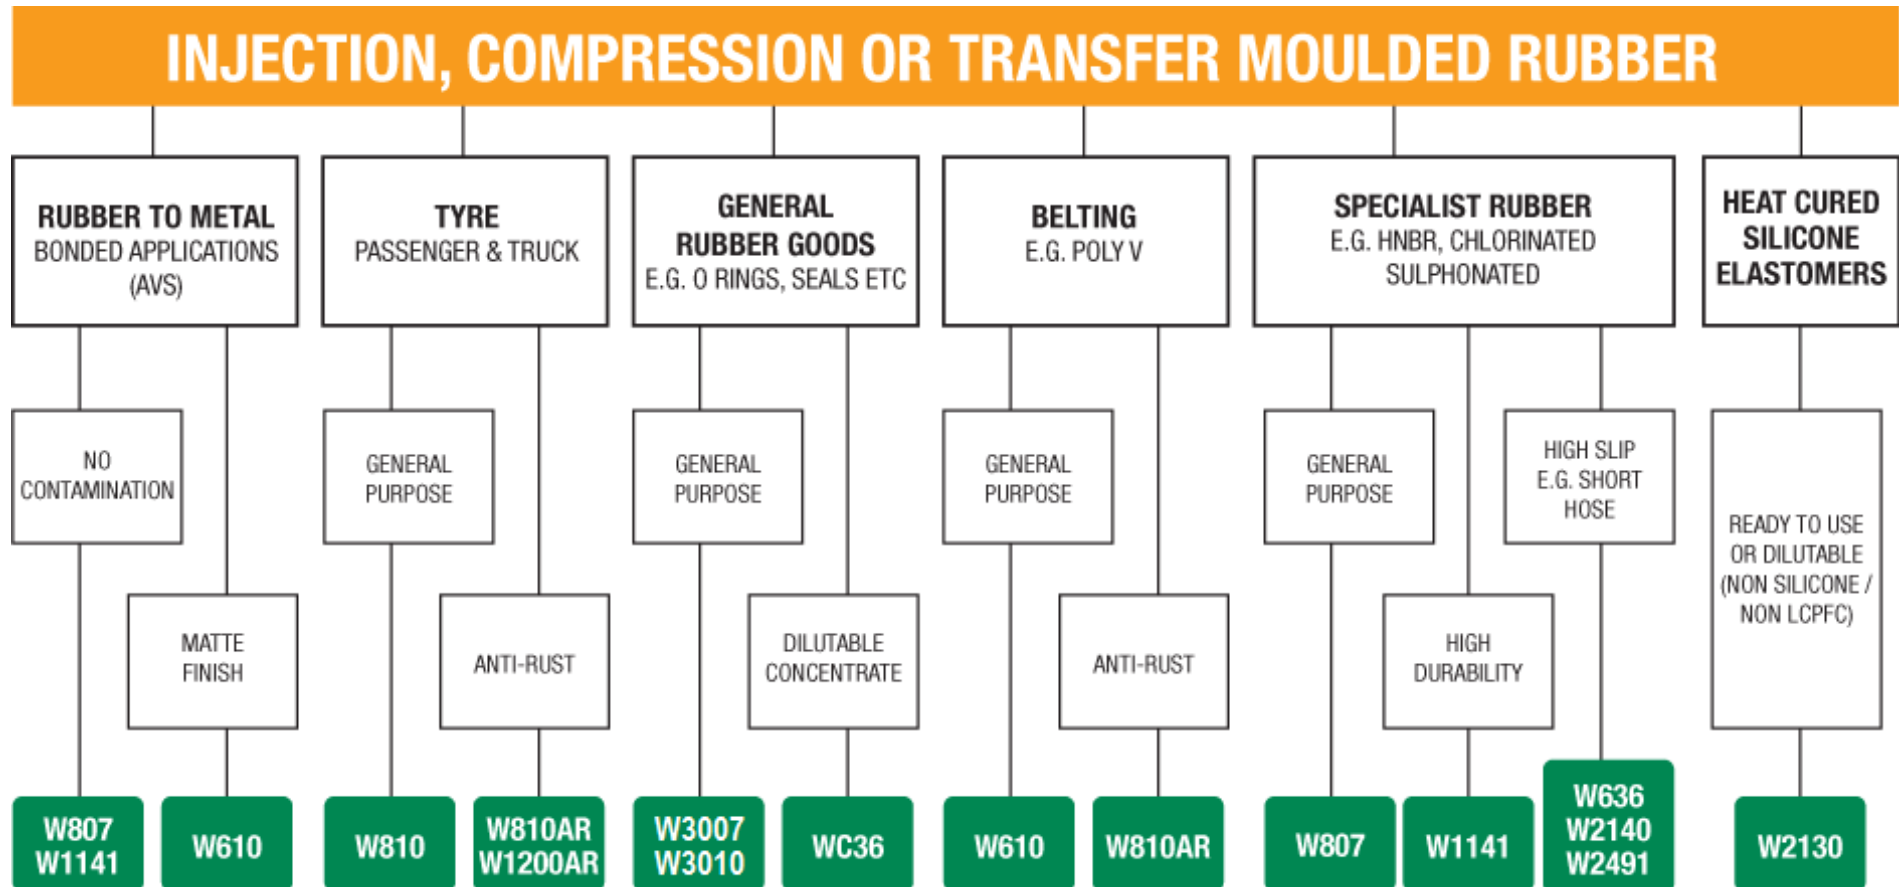 INJECTION, COMPRESSION OR TRANSFER MOULDED RUBBER
RUBBER TO METAL
BONDED APPLICATIONS
(AVS)
TYRE
PASSENGER & TRUCK
GENERAL
RUBBER GOODS
E.G. O RINGS, SEALS ETC
BELTING
E.G. POLY V
SPECIALIST RUBBER
E.G. HNBR, CHLORINATED
SULPHONATED
HEAT CURED
SILICONE
ELASTOMERS
NO
CONTAMINATION
GENERAL
PURPOSE
GENERAL
PURPOSE
GENERAL
PURPOSE
GENERAL
PURPOSE
HIGH SLIP
E.G. SHORT
HOSE
READY TO USE
OR DILUTABLE
(NON SILICONE /
NON LCPFC)
MATTE
FINISH
ANTI-RUST
DILUTABLE
CONCENTRATE
ANTI-RUST
HIGH
DURABILITY
W807
W1141
W610
W810
W810AR
W1200AR
W3007
W3010
WC36
W610
W810AR
W807
W1141
W636
W2140
W2491
W2130